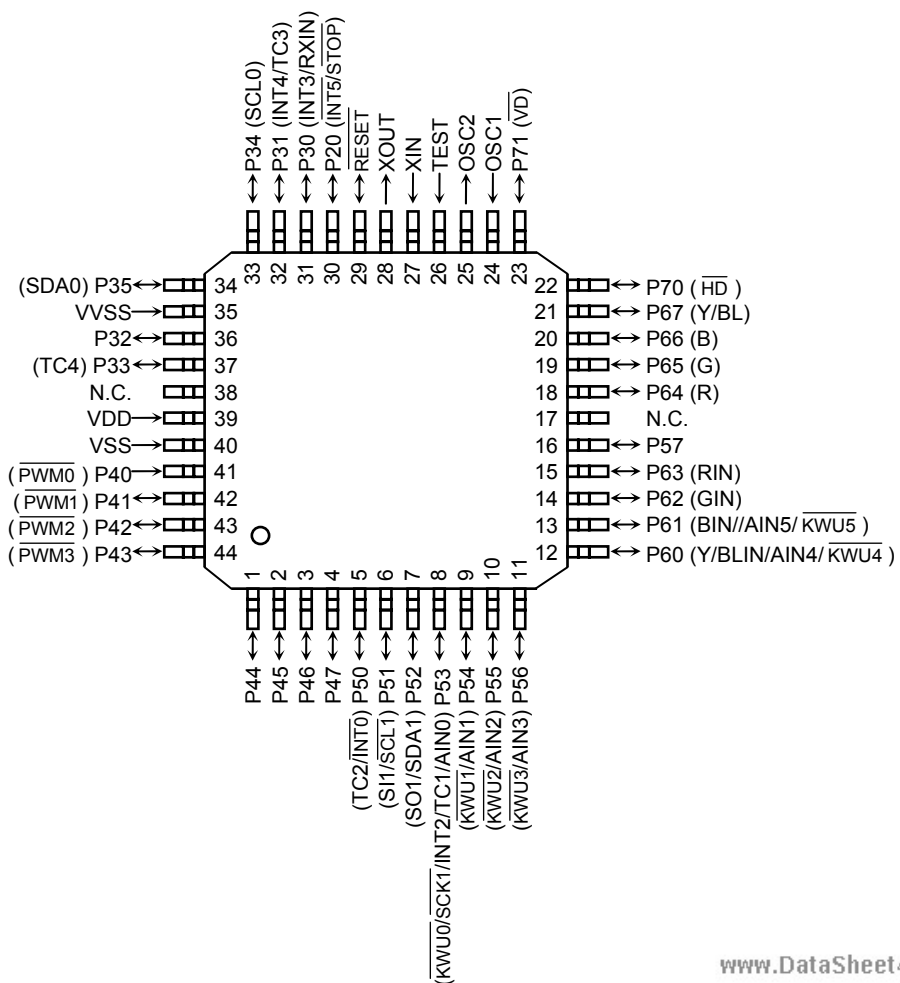 P34 (SCL0)
P31 (INT4/TC3)
P30 (INT3/RXIN)
P20 (INT5/STOP)
RESET
XOUT
XIN
TEST
OSC2
OSC1
P71 (VD)
33 32 31 30 29 28 27 26 25 24 23
(SDA0) P35 34
VVSS 35
P32 36
(TC4) P33 37
N.C. 38
VDD 39
VSS 40
(PWM0) P40 41
(PWM1) P41 42
(PWM2) P42 43
(PWM3) P43 44
22 P70 (HD)
21 P67 (Y/BL)
20 P66 (B)
19 P65 (G)
18 P64 (R)
17 N.C.
16 P57
15 P63 (RIN)
14 P62 (GIN)
13 P61 (BIN//AIN5/KWU5)
12 P60 (Y/BLIN/AIN4/KWU4)
1 2 3 4 5 6 7 8 9 10 11
P44
P45
P46
P47
(TC2/INT0) P50
(SI1/SCL1) P51
(SO1/SDA1) P52
(KWU0/SCK1/INT2/TC1/AIN0) P53
(KWU1/AIN1) P54
(KWU2/AIN2) P55
(KWU3/AIN3) P56
www.DataSheet4